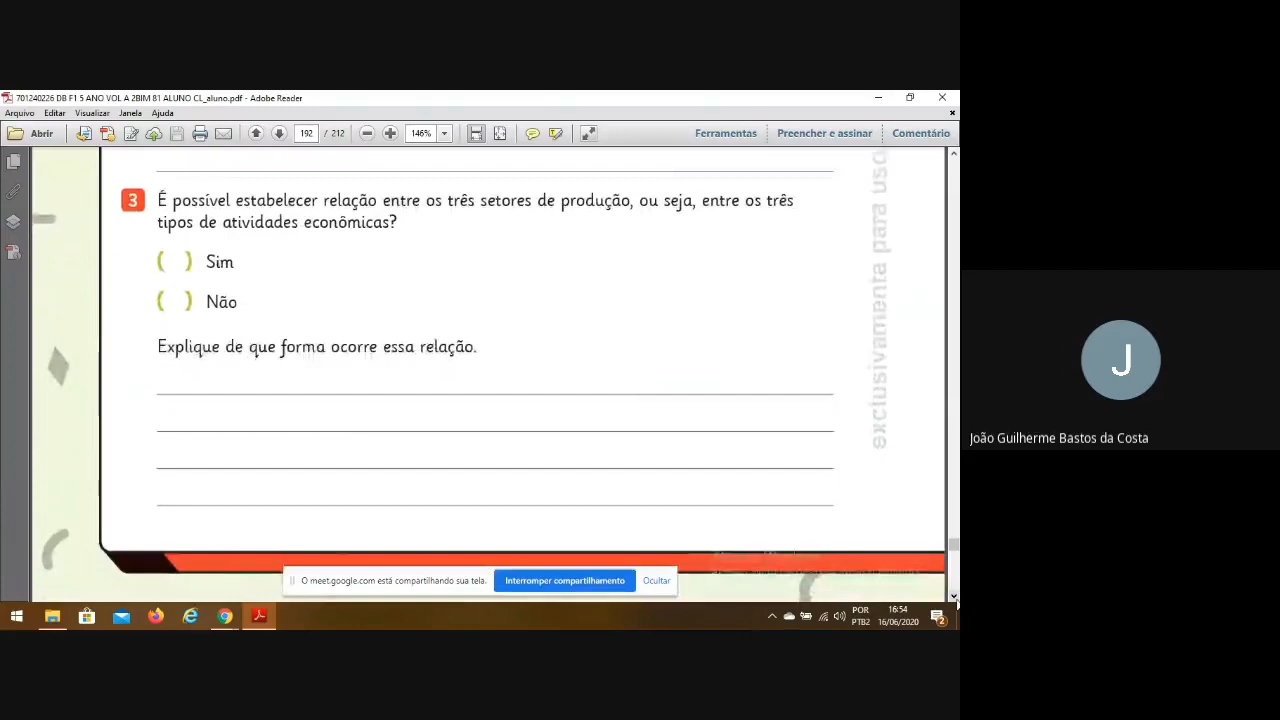 701240226 DB F1 5 ANO VOL A 2BIM 81 ALUNO CL_aluno.pdf - Adobe Reader
Arquivo Editar Visualizar Janela Ajuda
Abrir 192 / 212 146% Ferramentas Preencher e assinar Comentário
3 É possível estabelecer relação entre os três setores de produção, ou seja, entre os três
tipos de atividades econômicas?
( ) Sim
( ) Não
Explique de que forma ocorre essa relação.
exclusivamente para uso
J
João Guilherme Bastos da Costa
O meet.google.com está compartilhando sua tela. Interromper compartilhamento Ocultar
POR 16:54
PTB2 16/06/2020 2